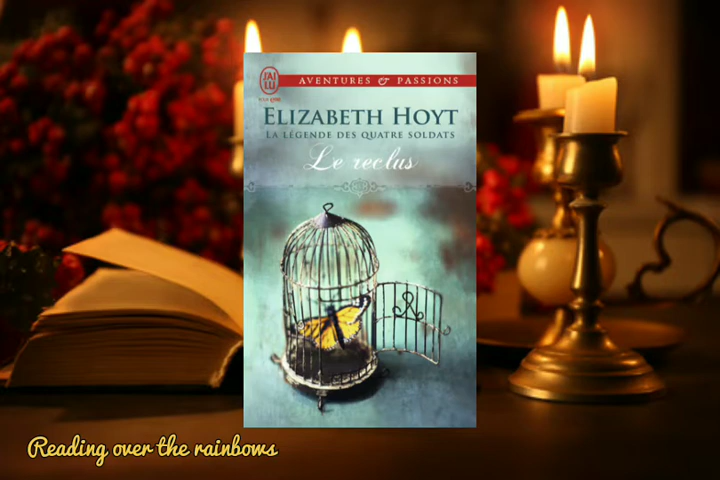 J'AI
LU
AVENTURES & PASSIONS
ELIZABETH HOYT
LA LÉGENDE DES QUATRE SOLDATS
Le reclus
Reading over the rainbows